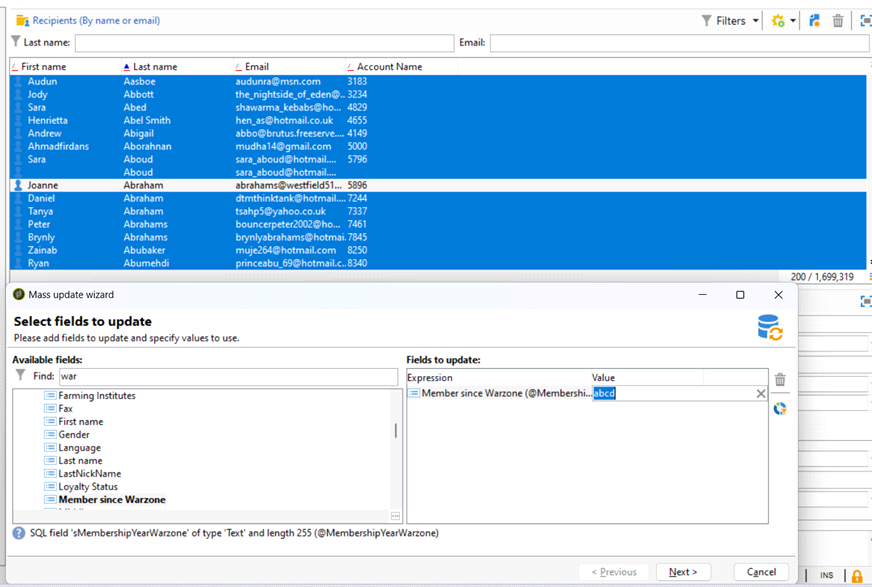 Recipients (By name or email)
Filters
Last name:
Email:
First name Last name Email Account Name
Audun Aasboe audunra@msn.com 3183
Jody Abbott the_nightside_of_eden@... 3234
Sara Abed shawarma_kebabs@ho... 4829
Henrietta Abel Smith hen_as@hotmail.co.uk 4655
Andrew Abigail abbo@brutus.freeserve.... 4149
Ahmadfirdans Aborahnan mudha14@gmail.com 5000
Sara Aboud sara_aboud@hotmail.... 5796
Aboud sara_aboud@hotmail....
Joanne Abraham abrahams@westfield51... 5896
Daniel Abraham dtmthinktank@hotmail.... 7244
Tanya Abraham tsahp5@yahoo.co.uk 7337
Peter Abrahams bouncerpeter2002@ho... 7461
Brynly Abrahams brynlyabrahams@hotmai... 7845
Zainab Abubaker muje264@hotmail.com 8250
Ryan Abumehdi princeabu_69@hotmail.c... 8340
200 / 1,699,319
Mass update wizard
Select fields to update
Please add fields to update and specify values to use.
Available fields:
Find: war
Farming Institutes
Fax
First name
Gender
Language
Last name
LastNickName
Loyalty Status
Member since Warzone
Fields to update:
Expression Value
Member since Warzone (@Membershi... abcd
SQL field 'sMembershipYearWarzone' of type 'Text' and length 255 (@MembershipYearWarzone)
< Previous Next > Cancel
INS